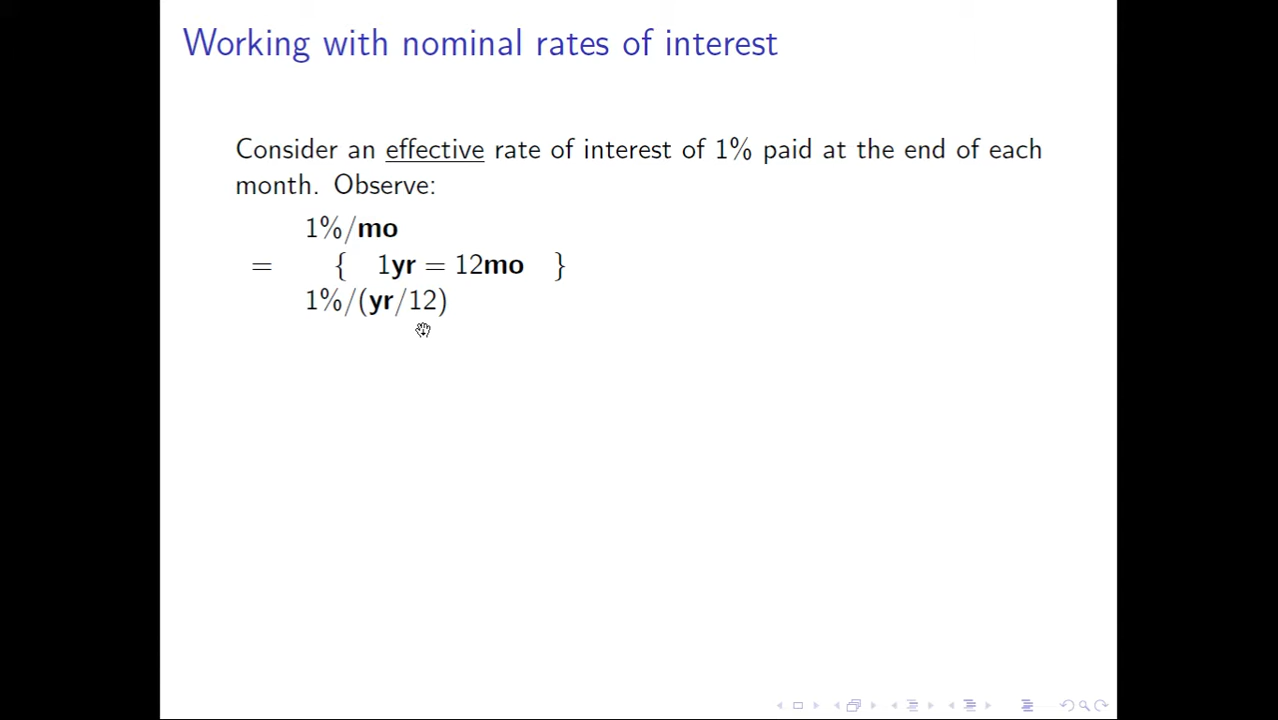 Working with nominal rates of interest
Consider an effective rate of interest of 1% paid at the end of each
month. Observe:
1%/mo
= { 1yr = 12mo }
1%/(yr/12)